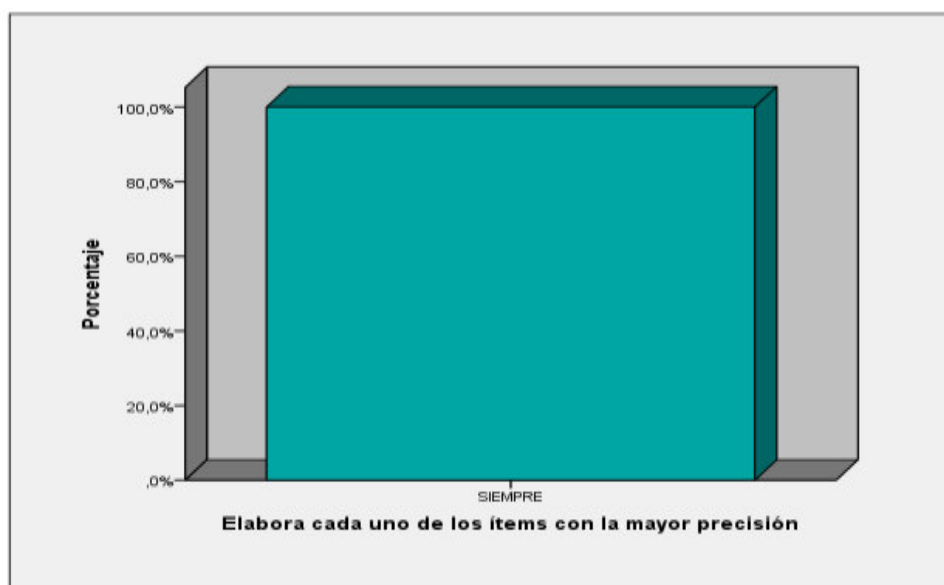 Porcentaje
100,0%
80,0%
60,0%
40,0%
20,0%
,0%
SIEMPRE
Elabora cada uno de los ítems con la mayor precisión